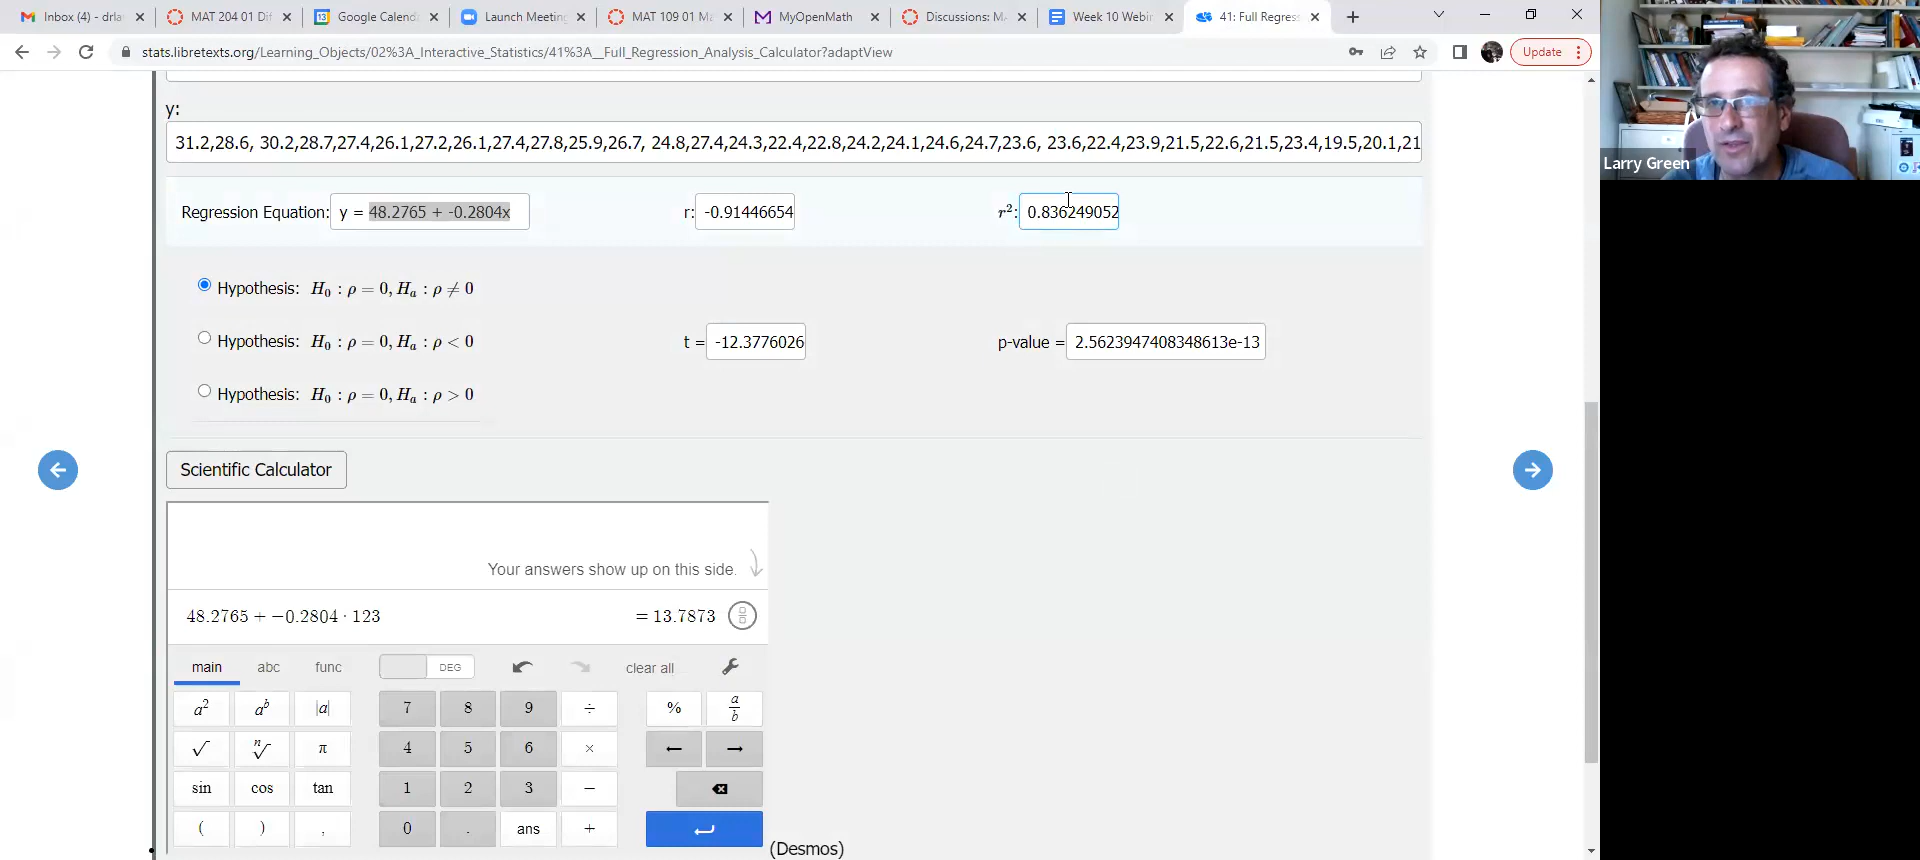 Inbox (4) - drla
MAT 204 01 Dif
Google Calend
Launch Meeting
MAT 109 01 Ma
MyOpenMath
Discussions: MA
Week 10 Webin
41: Full Regress
stats.libretexts.org/Learning_Objects/02%3A_Interactive_Statistics/41%3A__Full_Regression_Analysis_Calculator?adaptView
Update
Larry Green
y:
31.2,28.6, 30.2,28.7,27.4,26.1,27.2,26.1,27.4,27.8,25.9,26.7, 24.8,27.4,24.3,22.4,22.8,24.2,24.1,24.6,24.7,23.6, 23.6,22.4,23.9,21.5,22.6,21.5,23.4,19.5,20.1,21
Regression Equation: y = 48.2765 + -0.2804x r: -0.91446654 r²: 0.836249052
Hypothesis: H₀ : ρ = 0, Hₐ : ρ ≠ 0
Hypothesis: H₀ : ρ = 0, Hₐ : ρ < 0 t = -12.3776026 p-value = 2.5623947408348613e-13
Hypothesis: H₀ : ρ = 0, Hₐ : ρ > 0
Scientific Calculator
Your answers show up on this side.
48.2765 + −0.2804 · 123 = 13.7873
main abc func DEG clear all
a² aᵇ |a| 7 8 9 ÷ % a/b
√ ⁿ√ π 4 5 6 × ← →
sin cos tan 1 2 3 −
( ) , 0 . ans +
(Desmos)